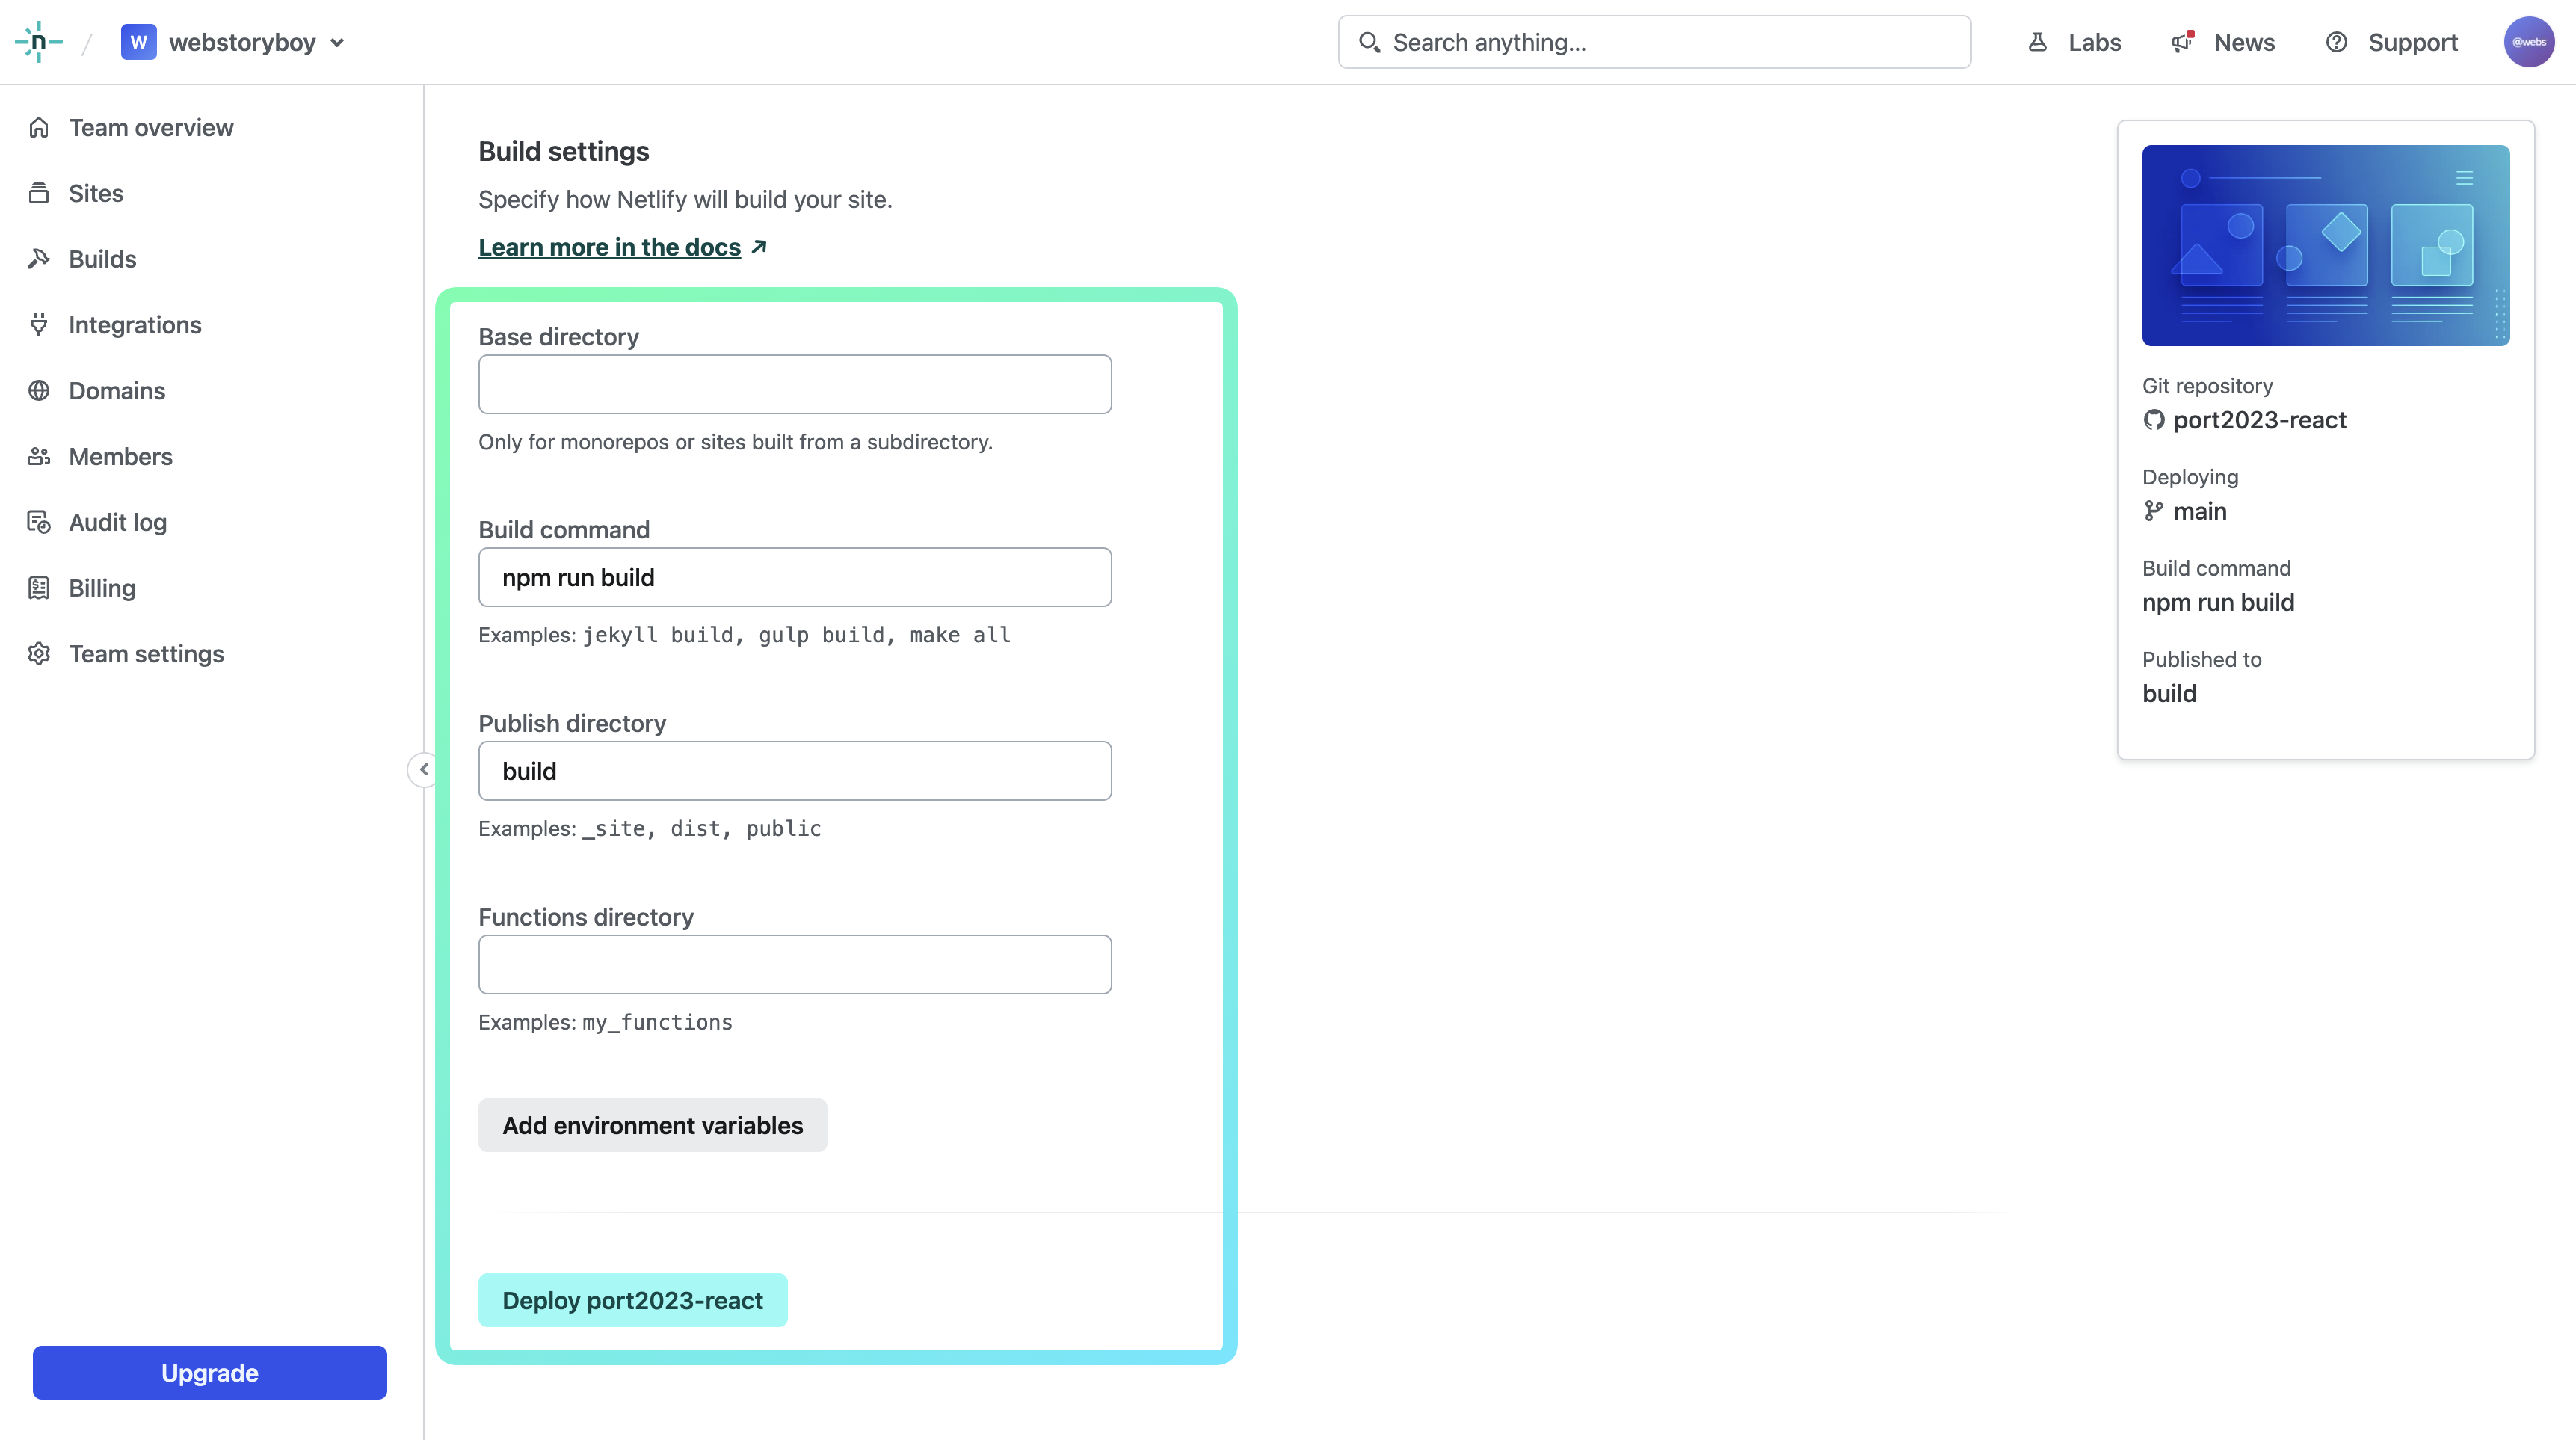 n / W webstoryboy
Search anything...
Labs
News
Support
@webs
Team overview
Sites
Builds
Integrations
Domains
Members
Audit log
Billing
Team settings
Upgrade
Build settings
Specify how Netlify will build your site.
Learn more in the docs
Base directory
Only for monorepos or sites built from a subdirectory.
Build command
npm run build
Examples: jekyll build, gulp build, make all
Publish directory
build
Examples: _site, dist, public
Functions directory
Examples: my_functions
Add environment variables
Deploy port2023-react
Git repository
port2023-react
Deploying
main
Build command
npm run build
Published to
build